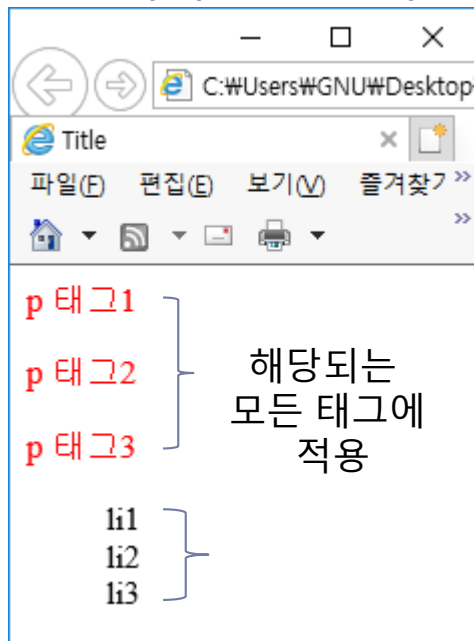 C:₩Users₩GNU₩Desktop
Title
파일(F) 편집(E) 보기(V) 즐겨찾기
p 태그1
p 태그2
p 태그3
해당되는
모든 태그에
적용
li1
li2
li3